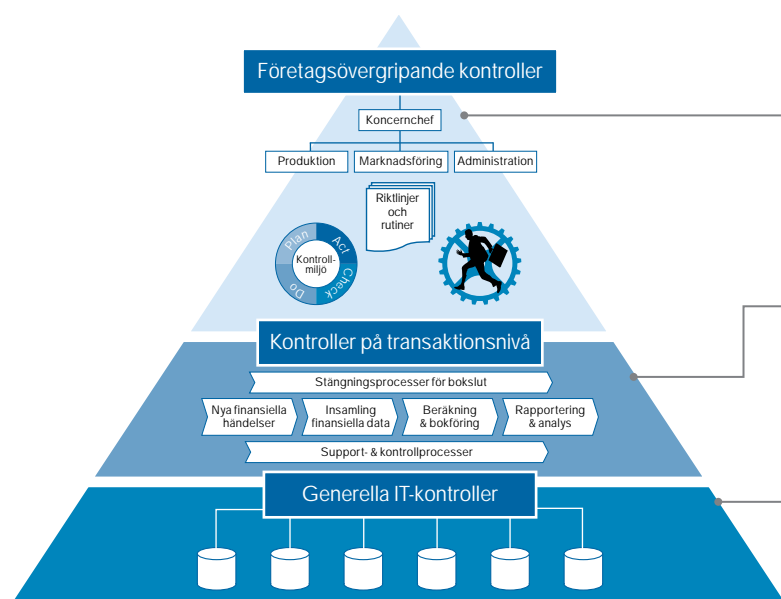 Företagsövergripande kontroller
Koncernchef
Produktion
Marknadsföring
Administration
Riktlinjer
och
rutiner
Plan
Act
Kontroll-
miljö
Do
Check
Kontroller på transaktionsnivå
Stängningsprocesser för bokslut
Nya finansiella
händelser
Insamling
finansiella data
Beräkning
& bokföring
Rapportering
& analys
Support- & kontrollprocesser
Generella IT-kontroller